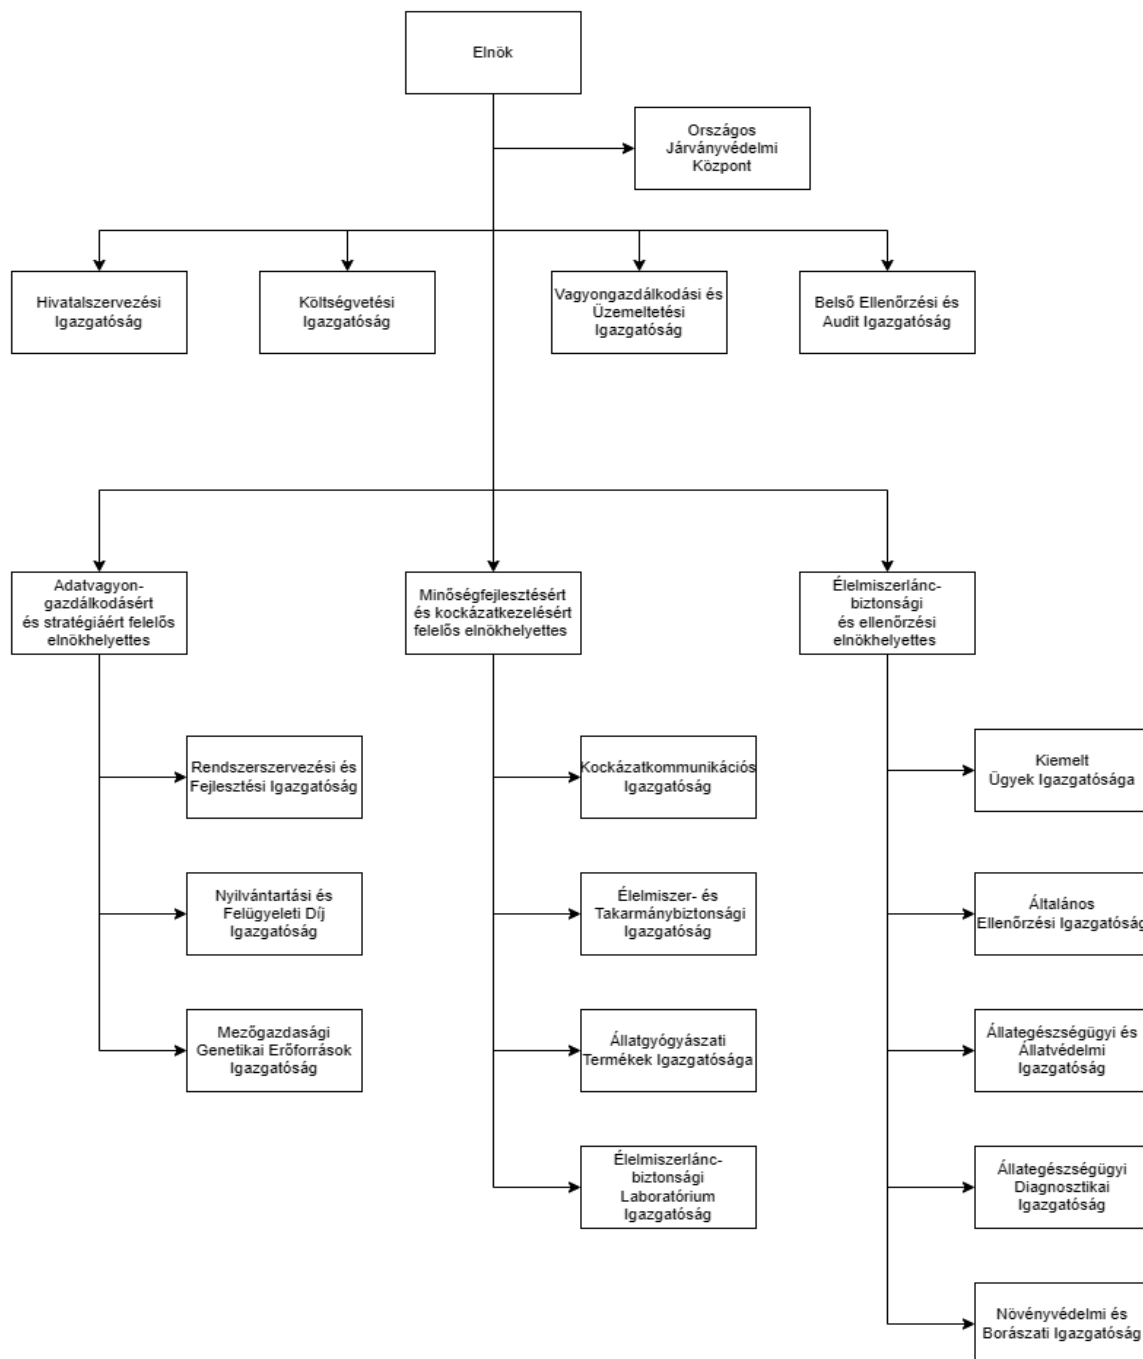 Elnök
Országos
Járványvédelmi
Központ
Hivatalszervezési
Igazgatóság
Költségvetési
Igazgatóság
Vagyongazdálkodási és
Üzemeltetési
Igazgatóság
Belső Ellenőrzési és
Audit Igazgatóság
Adatvagyon-
gazdálkodásért
és stratégiáért felelős
elnökhelyettes
Minőségfejlesztésért
és kockázatkezelésért
felelős elnökhelyettes
Élelmiszerlánc-
biztonsági
és ellenőrzési
elnökhelyettes
Rendszerszervezési és
Fejlesztési Igazgatóság
Nyilvántartási és
Felügyeleti Díj
Igazgatóság
Mezőgazdasági
Genetikai Erőforrások
Igazgatóság
Kockázatkommunikációs
Igazgatóság
Élelmiszer- és
Takarmánybiztonsági
Igazgatóság
Állatgyógyászati
Termékek Igazgatósága
Élelmiszerlánc-
biztonsági
Laboratórium
Igazgatóság
Kiemelt
Ügyek Igazgatósága
Általános
Ellenőrzési Igazgatóság
Állategészségügyi és
Állatvédelmi
Igazgatóság
Állategészségügyi
Diagnosztikai
Igazgatóság
Növényvédelmi és
Borászati Igazgatóság